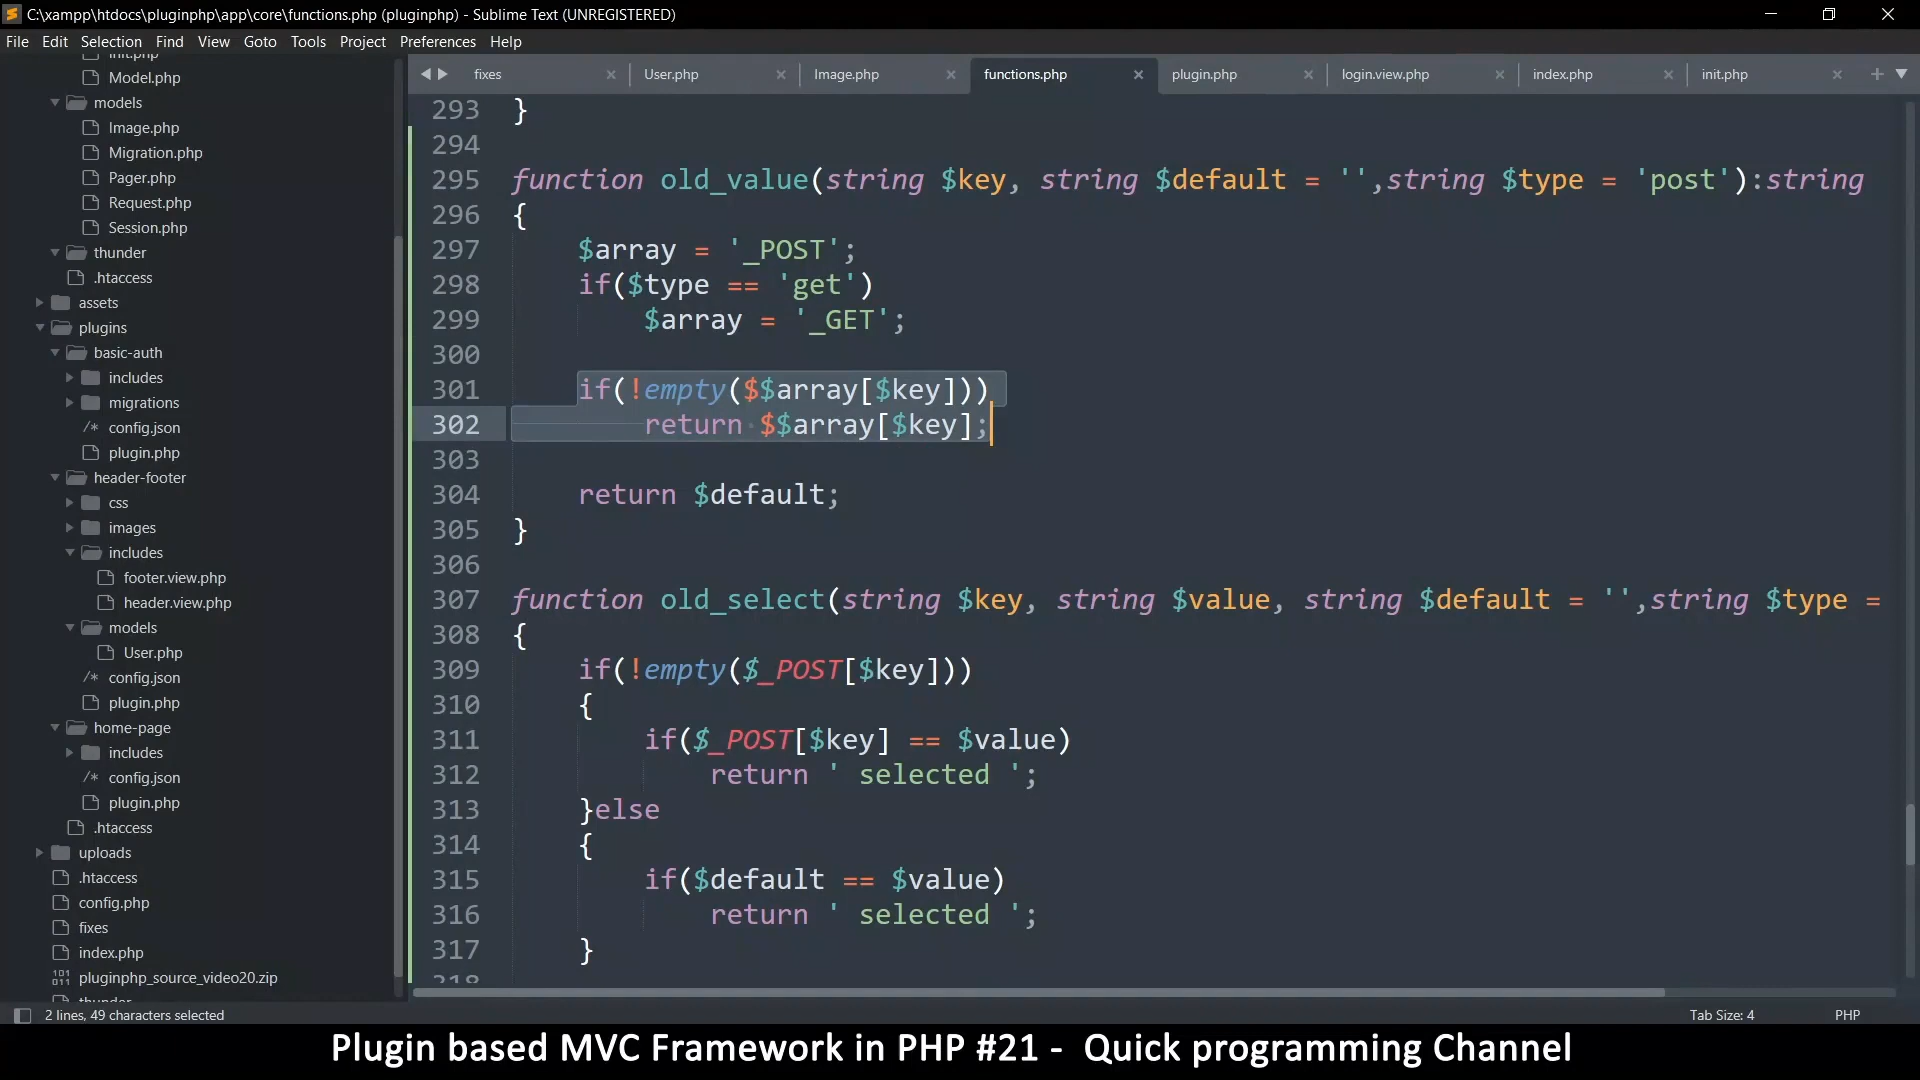 C:\xampp\htdocs\pluginphp\app\core\functions.php (pluginphp) - Sublime Text (UNREGISTERED)
File Edit Selection Find View Goto Tools Project Preferences Help
fixes User.php Image.php functions.php plugin.php login.view.php index.php init.php
init.php
Model.php
models
Image.php
Migration.php
Pager.php
Request.php
Session.php
thunder
.htaccess
assets
plugins
basic-auth
includes
migrations
/* config.json
plugin.php
header-footer
css
images
includes
footer.view.php
header.view.php
models
User.php
/* config.json
plugin.php
home-page
includes
/* config.json
plugin.php
.htaccess
uploads
.htaccess
config.php
fixes
index.php
pluginphp_source_video20.zip
thunder
293 }
294
295 function old_value(string $key, string $default = '',string $type = 'post'):string
296 {
297 $array = '_POST';
298 if($type == 'get')
299 $array = '_GET';
300
301 if(!empty($$array[$key]))
302 return $$array[$key];
303
304 return $default;
305 }
306
307 function old_select(string $key, string $value, string $default = '',string $type =
308 {
309 if(!empty($_POST[$key]))
310 {
311 if($_POST[$key] == $value)
312 return ' selected ';
313 }else
314 {
315 if($default == $value)
316 return ' selected ';
317 }
318
2 lines, 49 characters selected Tab Size: 4 PHP
Plugin based MVC Framework in PHP #21 - Quick programming Channel